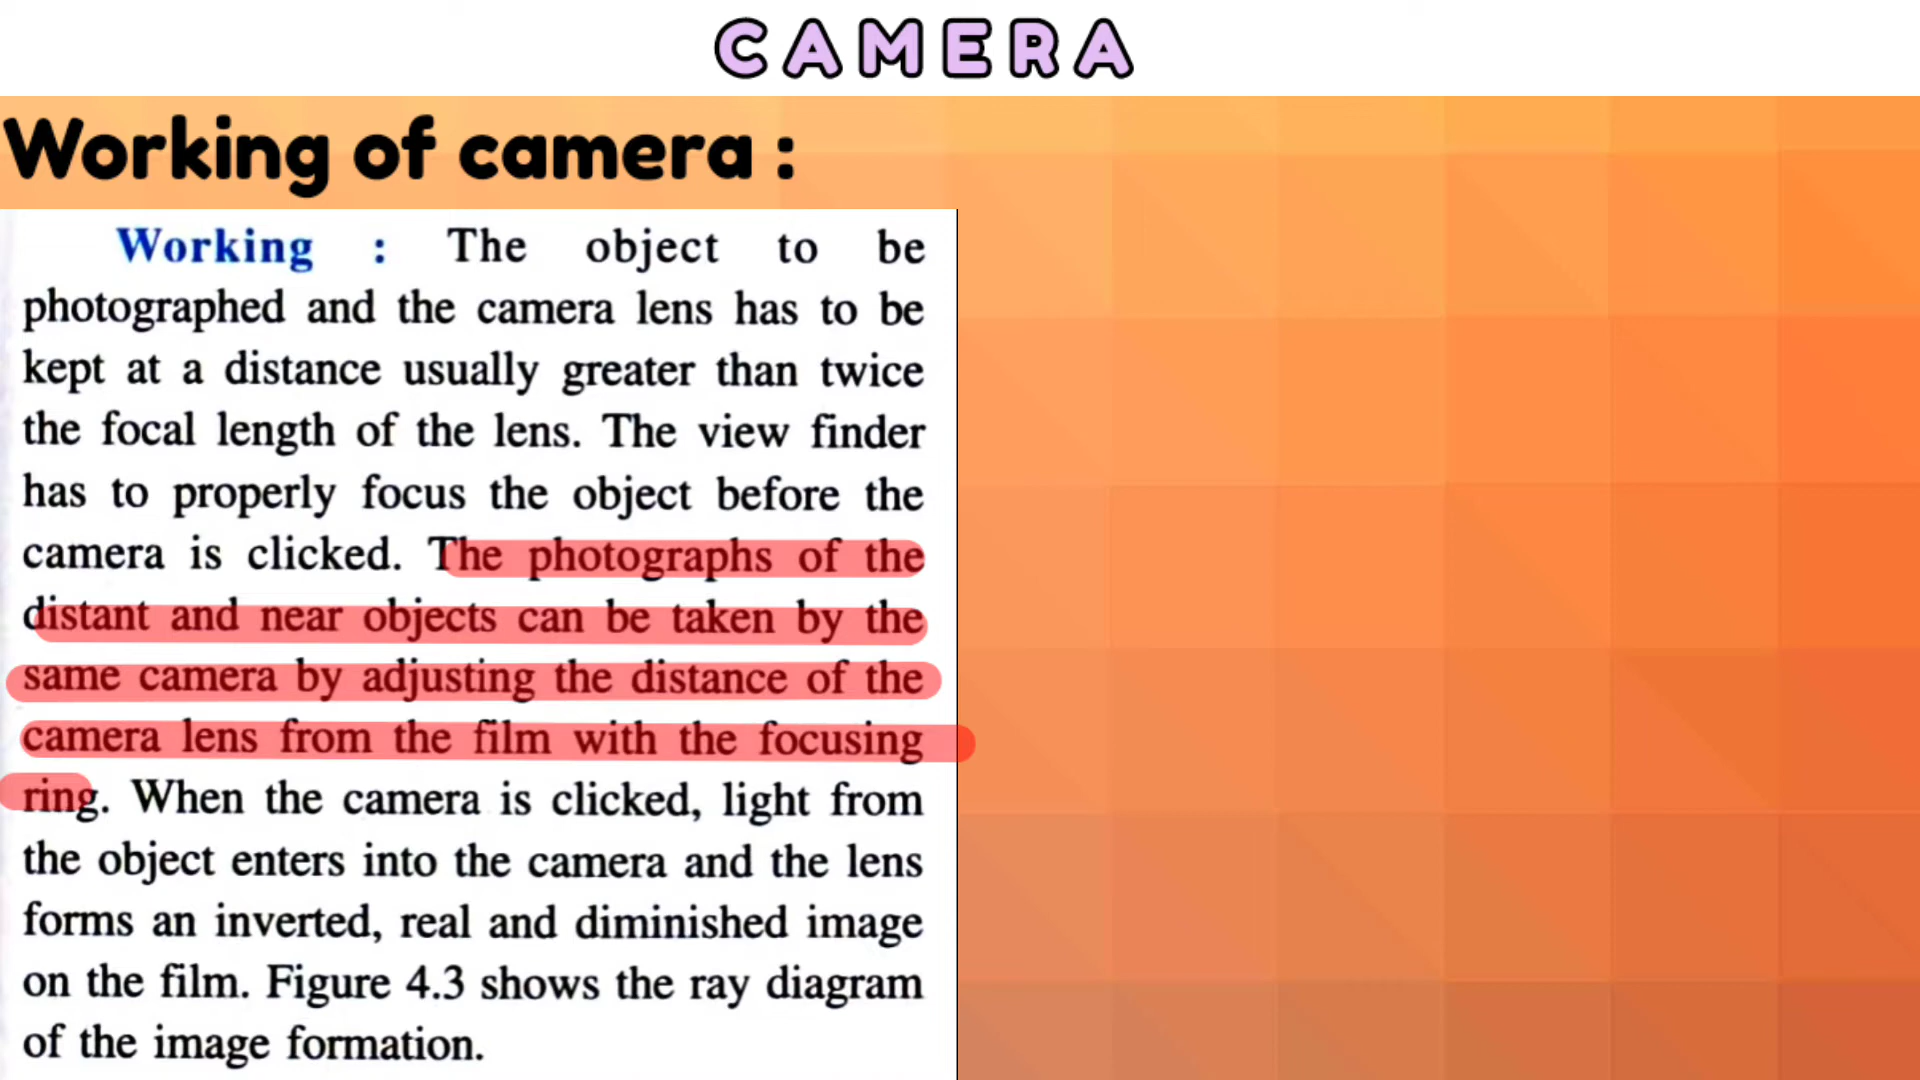 CAMERA
Working of camera :
Working : The object to be
photographed and the camera lens has to be
kept at a distance usually greater than twice
the focal length of the lens. The view finder
has to properly focus the object before the
camera is clicked. The photographs of the
distant and near objects can be taken by the
same camera by adjusting the distance of the
camera lens from the film with the focusing
ring. When the camera is clicked, light from
the object enters into the camera and the lens
forms an inverted, real and diminished image
on the film. Figure 4.3 shows the ray diagram
of the image formation.